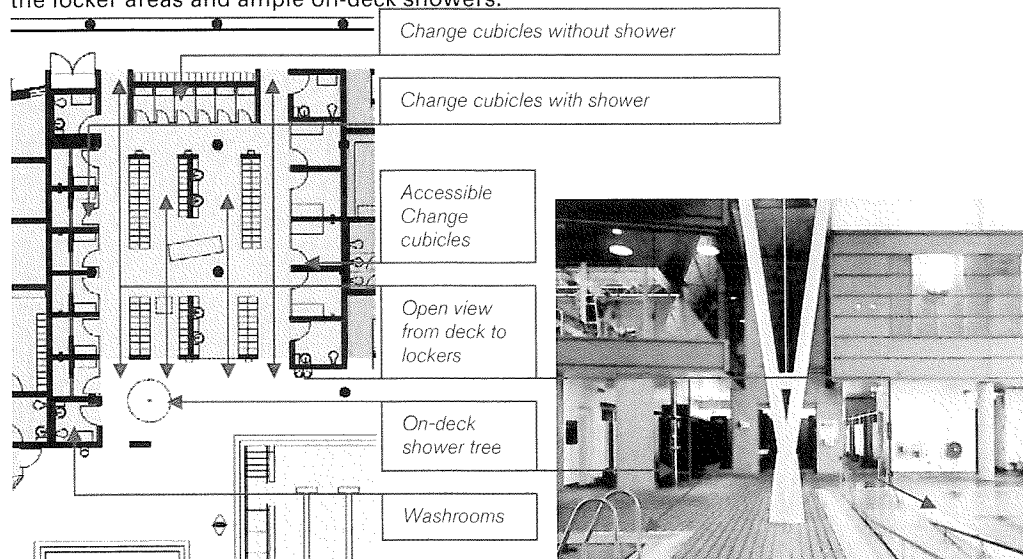 the locker areas and ample on-deck showers.
Change cubicles without shower
Change cubicles with shower
Accessible
Change
cubicles
Open view
from deck to
lockers
On-deck
shower tree
Washrooms